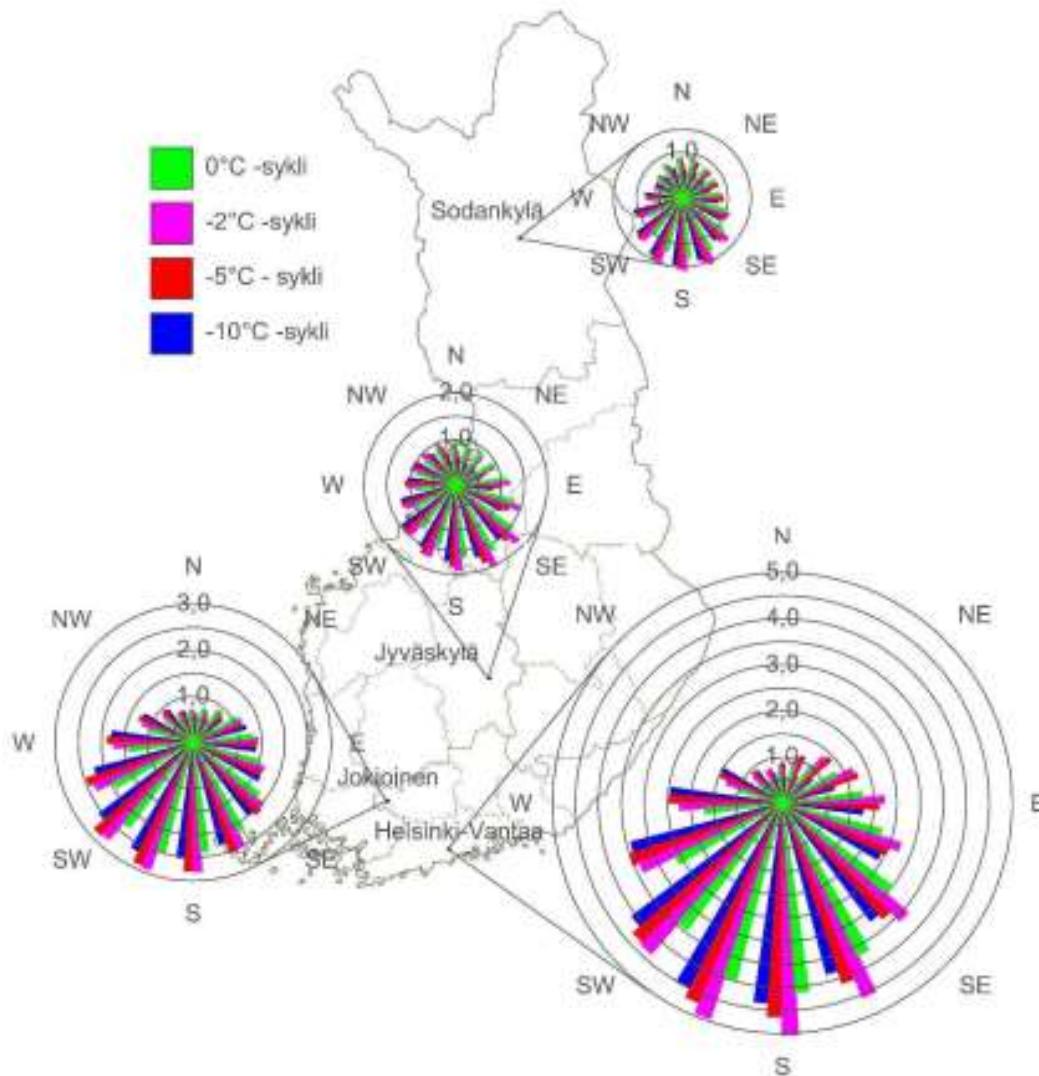 N
NW
NE
1,0
0°C -sykli
W
E
Sodankylä
-2°C -sykli
SW
SE
-5°C - sykli
S
-10°C -sykli
N
NW
2,0
NE
1,0
W
E
SW
SE
S
N
5,0
NW
NE
4,0
3,0
2,0
1,0
W
E
SW
SE
S
N
NW
3,0
NE
2,0
1,0
W
E
SW
SE
S
Jyväskylä
Jokioinen
Helsinki-Vantaa